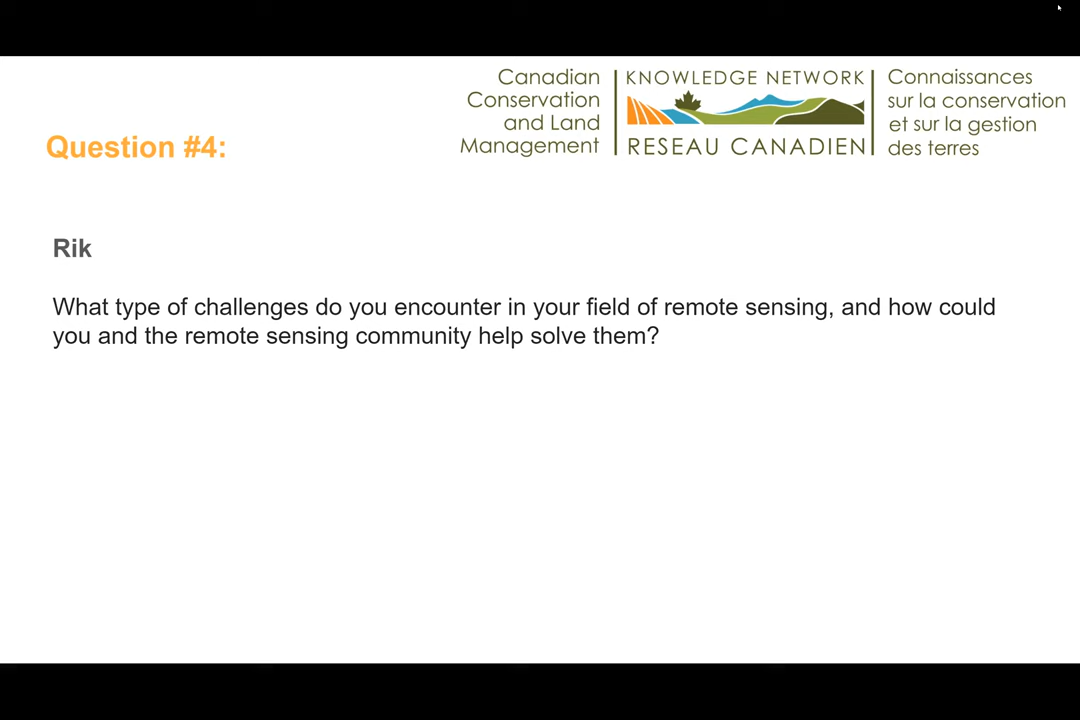 Canadian
Conservation
and Land
Management
KNOWLEDGE NETWORK
RESEAU CANADIEN
Connaissances
sur la conservation
et sur la gestion
des terres
Question #4:
Rik
What type of challenges do you encounter in your field of remote sensing, and how could
you and the remote sensing community help solve them?